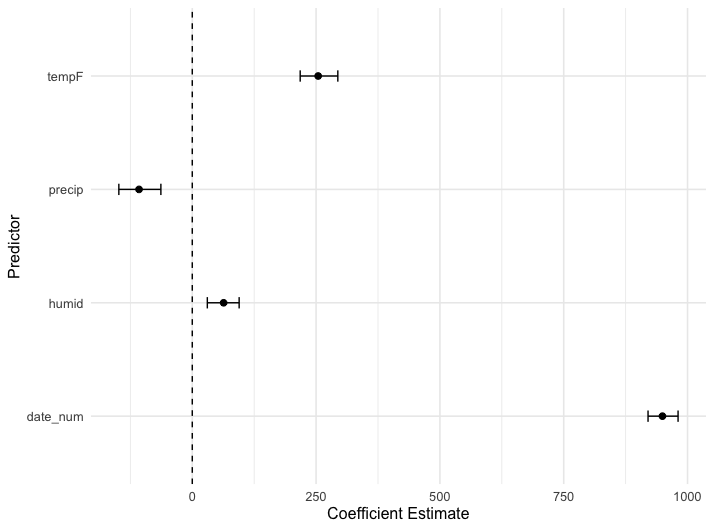 tempF
precip
humid
date_num
Predictor
0 250 500 750 1000
Coefficient Estimate